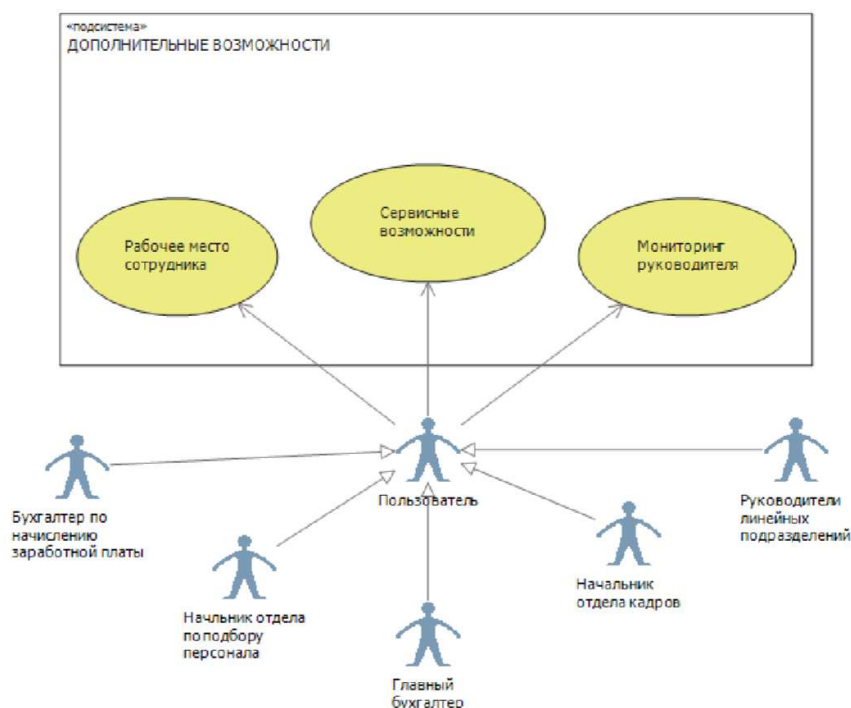 «подсистема»
ДОПОЛНИТЕЛЬНЫЕ ВОЗМОЖНОСТИ
Рабочее место
сотрудника
Сервисные
возможности
Мониторинг
руководителя
Пользователь
Бухгалтер по
начислению
заработной платы
Начльник отдела
по подбору
персонала
Главный
бухгалтер
Начальник
отдела кадров
Руководители
линейных
подразделений